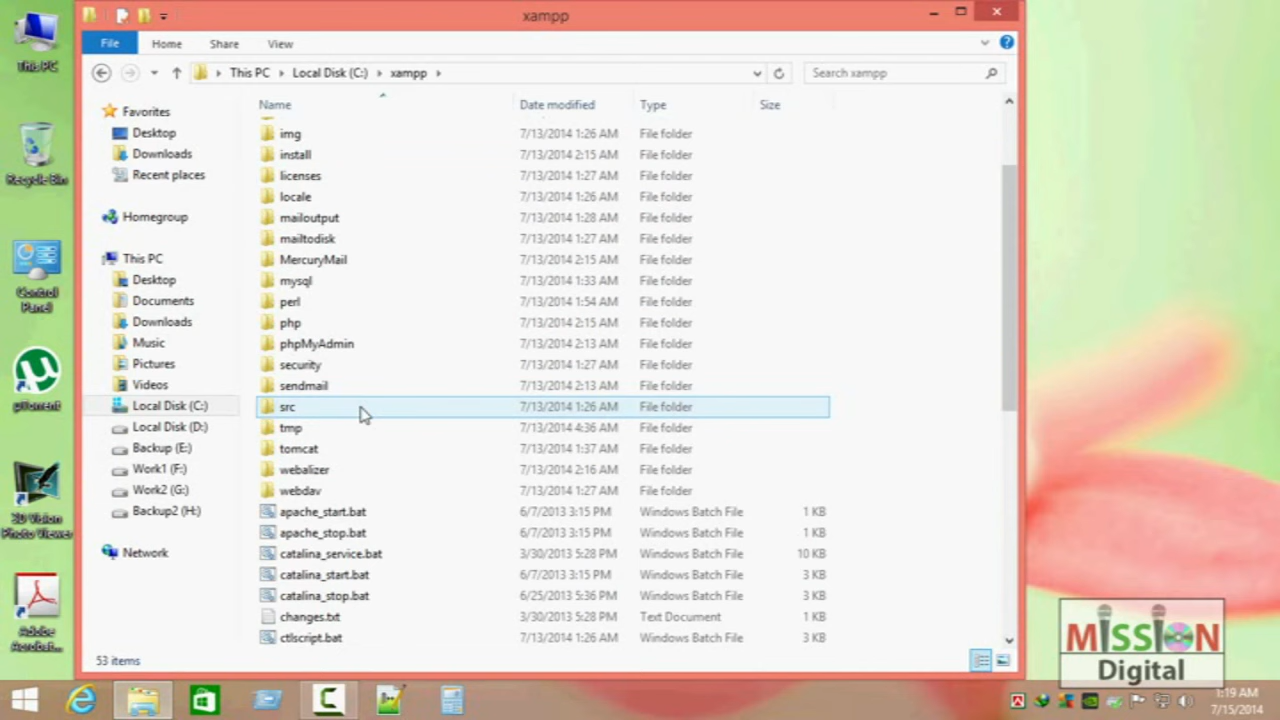 xampp
File Home Share View
This PC Local Disk (C:) xampp Search xampp
Name Date modified Type Size
Favorites
Desktop
Downloads
Recent places
Homegroup
This PC
Desktop
Documents
Downloads
Music
Pictures
Videos
Local Disk (C:)
Local Disk (D:)
Backup (E:)
Work1 (F:)
Work2 (G:)
Backup2 (H:)
Network
img 7/13/2014 1:26 AM File folder
install 7/13/2014 2:15 AM File folder
licenses 7/13/2014 1:27 AM File folder
locale 7/13/2014 1:26 AM File folder
mailoutput 7/13/2014 1:28 AM File folder
mailtodisk 7/13/2014 1:27 AM File folder
MercuryMail 7/13/2014 2:15 AM File folder
mysql 7/13/2014 1:33 AM File folder
perl 7/13/2014 1:54 AM File folder
php 7/13/2014 2:15 AM File folder
phpMyAdmin 7/13/2014 2:13 AM File folder
security 7/13/2014 1:27 AM File folder
sendmail 7/13/2014 2:13 AM File folder
src 7/13/2014 1:26 AM File folder
tmp 7/13/2014 4:36 AM File folder
tomcat 7/13/2014 1:37 AM File folder
webalizer 7/13/2014 2:16 AM File folder
webdav 7/13/2014 1:27 AM File folder
apache_start.bat 6/7/2013 3:15 PM Windows Batch File 1 KB
apache_stop.bat 6/7/2013 3:15 PM Windows Batch File 1 KB
catalina_service.bat 3/30/2013 5:28 PM Windows Batch File 10 KB
catalina_start.bat 6/7/2013 3:15 PM Windows Batch File 3 KB
catalina_stop.bat 6/25/2013 5:36 PM Windows Batch File 3 KB
changes.txt 3/30/2013 5:28 PM Text Document 1 KB
ctlscript.bat 7/13/2014 1:26 AM Windows Batch File 3 KB
53 items
This PC
Recycle Bin
Control
Panel
µTorrent
3D Vision
Photo Viewer
Adobe
Acrobat...
MISSION
Digital
1:19 AM
7/15/2014